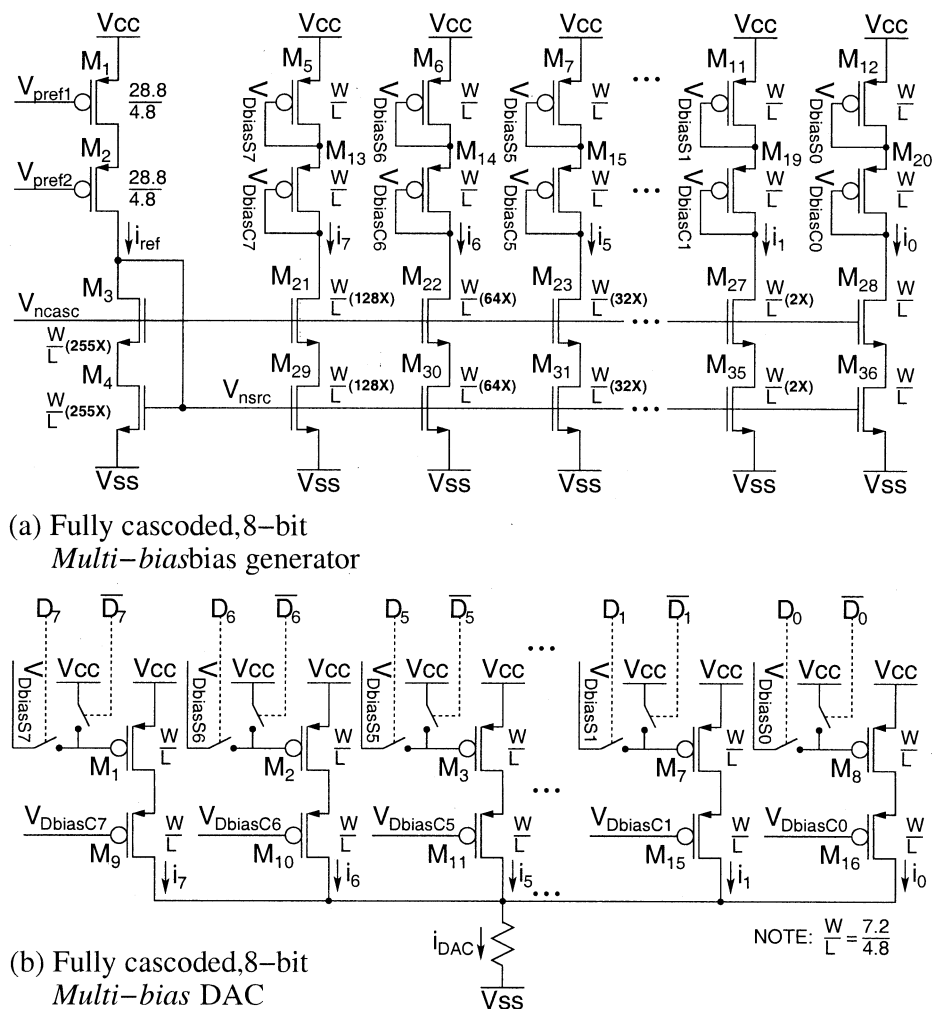 Vcc Vcc Vcc Vcc Vcc Vcc
M1 M5 M6 M7 ... M11 M12
Vpref1 28.8/4.8 VDbiasS7 W/L VDbiasS6 W/L VDbiasS5 W/L VDbiasS1 W/L VDbiasS0 W/L
M2 M13 M14 M15 M19 M20
Vpref2 28.8/4.8 VDbiasC7 W/L VDbiasC6 W/L VDbiasC5 W/L ... VDbiasC1 W/L VDbiasC0 W/L
iref i7 i6 i5 i1 i0
M3 M21 M22 M23 M27 M28
Vncasc W/L(128X) W/L(64X) W/L(32X) W/L(2X) W/L
W/L(255X) ...
M4 M29 M30 M31 M35 M36
W/L(255X) Vnsrc W/L(128X) W/L(64X) W/L(32X) ... W/L(2X) W/L
Vss Vss Vss Vss Vss Vss
(a) Fully cascoded,8−bit
Multi−biasbias generator
D7 D̅7 D6 D̅6 D5 D̅5 D1 D̅1 D0 D̅0
...
Vcc Vcc Vcc Vcc Vcc Vcc Vcc Vcc Vcc Vcc
VDbiasS7 W/L VDbiasS6 W/L VDbiasS5 W/L VDbiasS1 W/L VDbiasS0 W/L
M1 M2 M3 M7 M8
...
VDbiasC7 W/L VDbiasC6 W/L VDbiasC5 W/L VDbiasC1 W/L VDbiasC0 W/L
M9 M10 M11 M15 M16
i7 i6 i5 ... i1 i0
iDAC
NOTE: W/L = 7.2/4.8
Vss
(b) Fully cascoded,8−bit
Multi−bias DAC